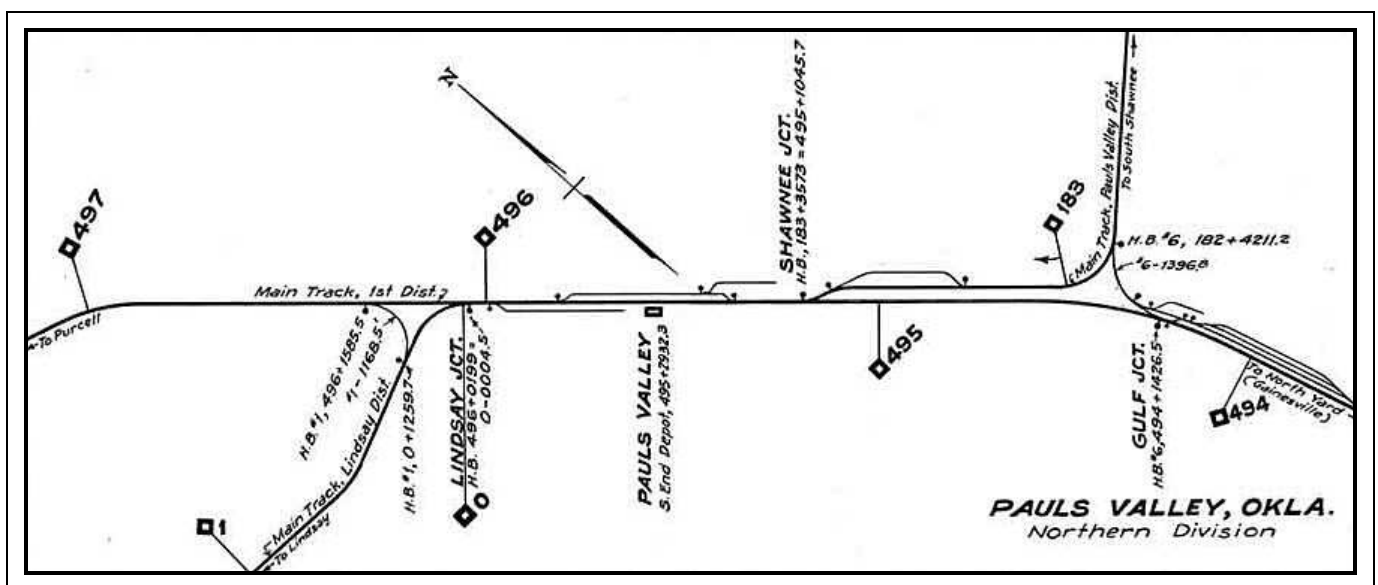 N
497
496
SHAWNEE JCT.
H.B., 183+3573 = 495+1045.7
183
Main Track, Pauls Valley Dist.
To South Shawnee
H.B. #6, 182+4211.2
#6-1396.8
Main Track, 1st Dist.
To Purcell
H.B. #1, 496+1585.5
#1-1168.5'
H.B. #1, 0+1259.7
LINDSAY JCT.
H.B. 496+0199=
0-0004.5'
0
Main Track, Lindsay Dist.
To Lindsay
1
PAULS VALLEY
S. End Depot, 495+2932.3
495
GULF JCT.
H.B. #6, 494+1426.5
494
To North Yard
(Gainesville)
PAULS VALLEY, OKLA.
Northern Division